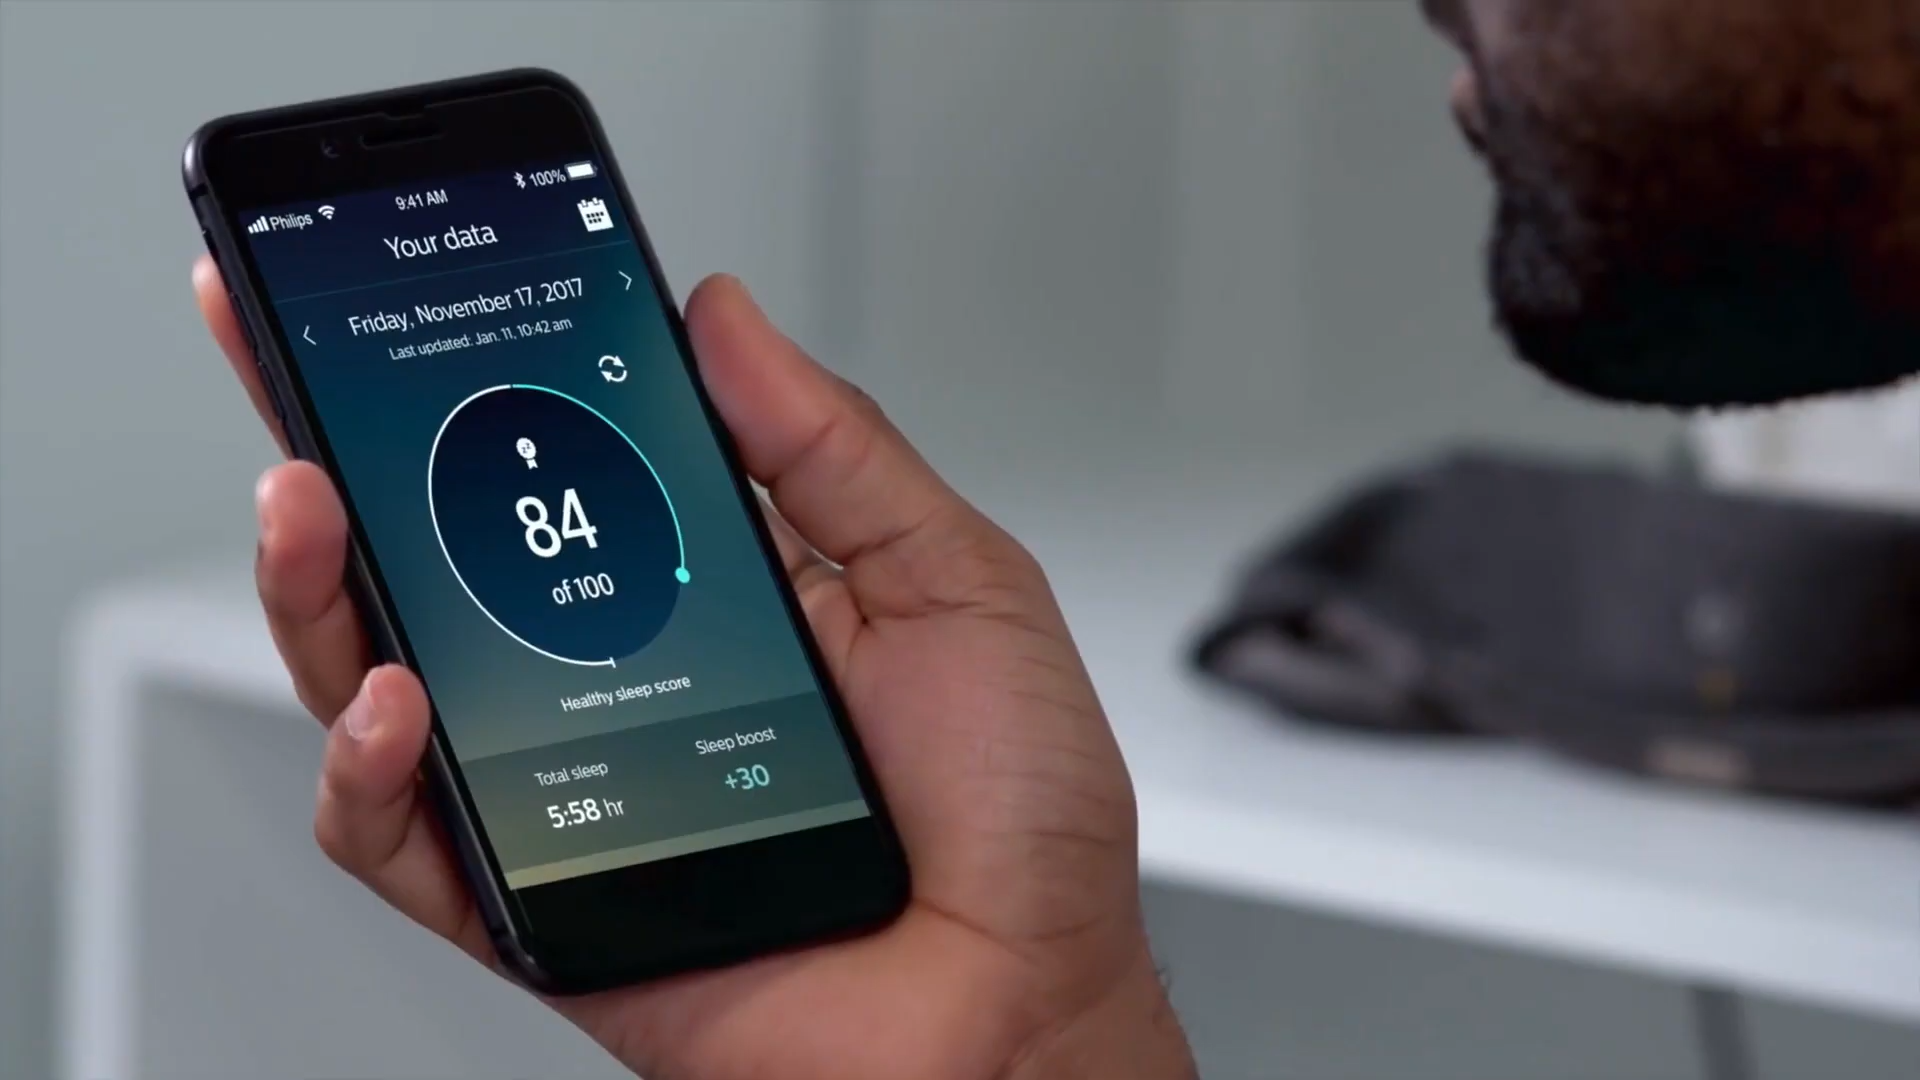 Philips 9:41 AM 100%
Your data
Friday, November 17, 2017
Last updated: Jan. 11, 10:42 am
zz
84
of 100
Healthy sleep score
Total sleep
5:58 hr
Sleep boost
+30